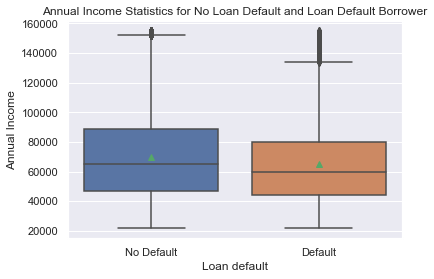 Annual Income Statistics for No Loan Default and Loan Default Borrower
160000
140000
120000
100000
80000
60000
40000
20000
Annual Income
No Default
Default
Loan default